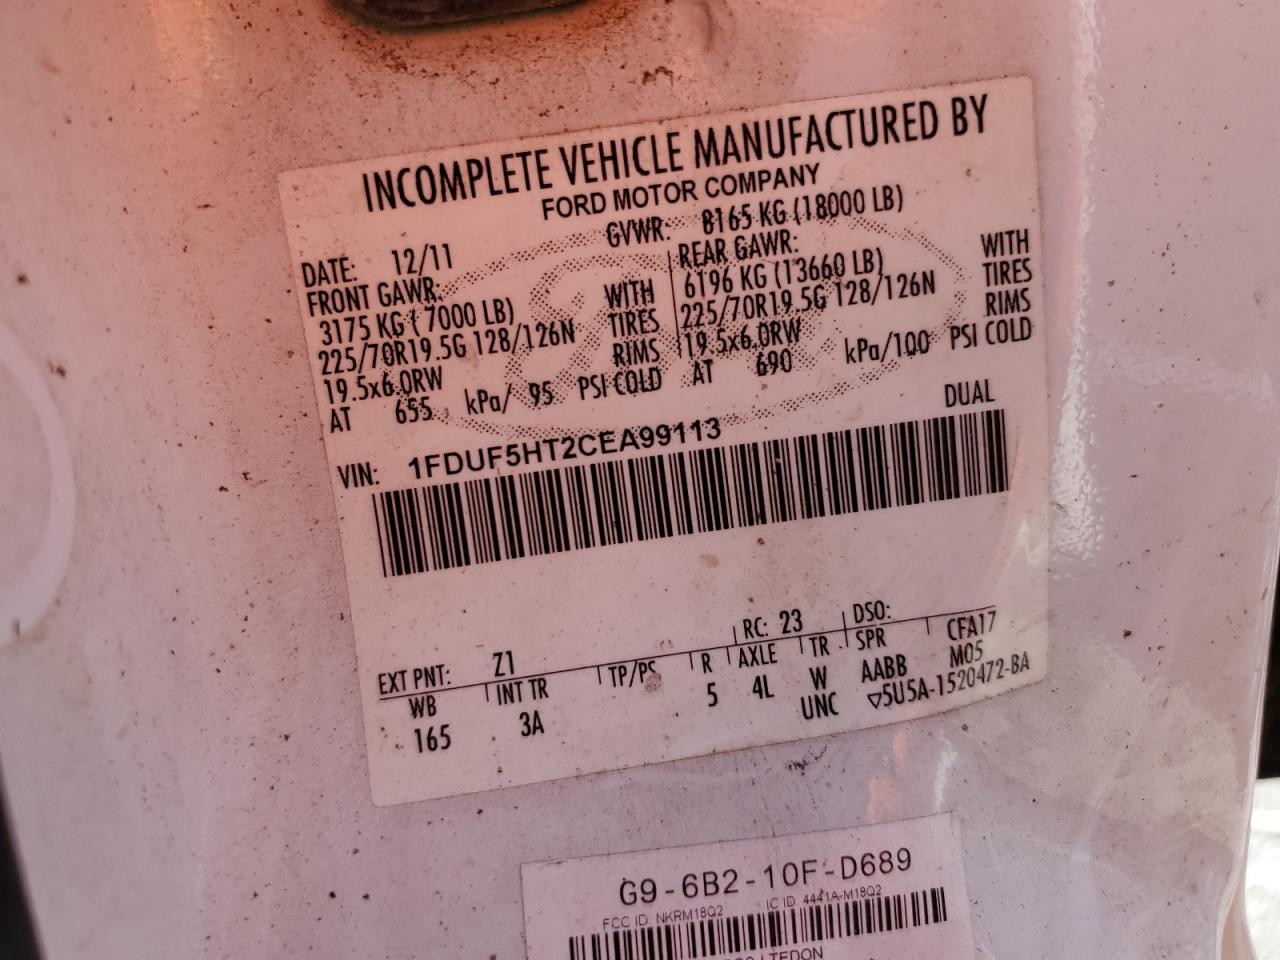 INCOMPLETE VEHICLE MANUFACTURED BY
FORD MOTOR COMPANY
DATE: 12/11 GVWR: 8165 KG (18000 LB)
FRONT GAWR: REAR GAWR:
3175 KG ( 7000 LB) WITH 6196 KG (13660 LB) WITH
225/70R19.5G 128/126N TIRES 225/70R19.5G 128/126N TIRES
19.5x6.0RW RIMS 19.5x6.0RW RIMS
AT 655 kPa/ 95 PSI COLD AT 690 kPa/100 PSI COLD
DUAL
VIN: 1FDUF5HT2CEA99113
EXT PNT: Z1 RC: 23 DSO:
WB INT TR TP/PS R AXLE TR SPR CFA17
165 3A 5 4L W AABB M05
UNC ▽5U5A-1520472-BA
G9-6B2-10F-D689
FCC ID: NKRM18Q2 IC ID 4441A-M18Q2